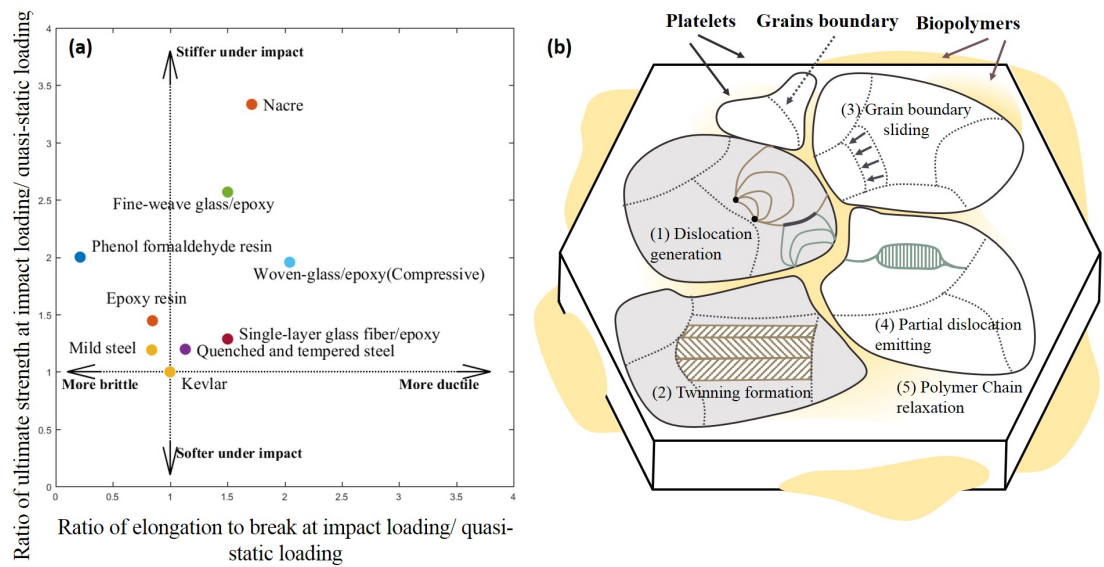 (a)
Ratio of ultimate strength at impact loading/ quasi-static loading
4
3.5
3
2.5
2
1.5
1
0.5
0
Stiffer under impact
Nacre
Fine-weave glass/epoxy
Phenol formaldehyde resin
Woven-glass/epoxy(Compressive)
Epoxy resin
Single-layer glass fiber/epoxy
Mild steel
Quenched and tempered steel
More brittle
More ductile
Kevlar
Softer under impact
0 0.5 1 1.5 2 2.5 3 3.5 4
Ratio of elongation to break at impact loading/ quasi-
static loading
(b)
Platelets
Grains boundary
Biopolymers
(3) Grain boundary
sliding
(1) Dislocation
generation
(4) Partial dislocation
emitting
(2) Twinning formation
(5) Polymer Chain
relaxation